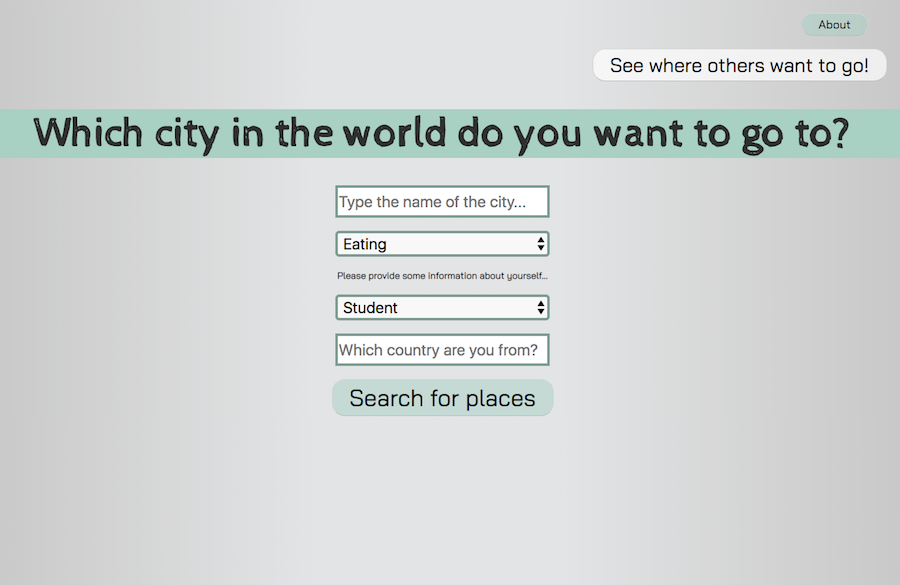 About
See where others want to go!
Which city in the world do you want to go to?
Type the name of the city...
Eating
Please provide some information about yourself...
Student
Which country are you from?
Search for places